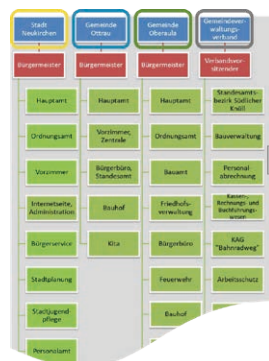 Stadt
Neukirchen
Bürgermeister
Hauptamt
Ordnungsamt
Vorzimmer
Internetseite,
Administration
Bürgerservice
Stadtplanung
Stadtjugend
pflege
Personalamt
Gemeinde
Ottrau
Bürgermeister
Hauptamt
Vorzimmer,
Zentrale
Bürgerbüro,
Standesamt
Bauhof
Kita
Gemeinde
Oberaula
Bürgermeister
Hauptamt
Ordnungsamt
Bauamt
Friedhofs-
verwaltung
Bürgerbüro
Feuerwehr
Bauhof
Gemeindever-
waltungs-
verband
Verbandsvor-
sitzender
Standesamts-
bezirk Südlicher
Knüll
Bauverwaltung
Personal
abrechnung
Kassen-,
Rechnungs- und
Buchführungs-
wesen
KAG
"Bahnradweg"
Arbeitsschutz